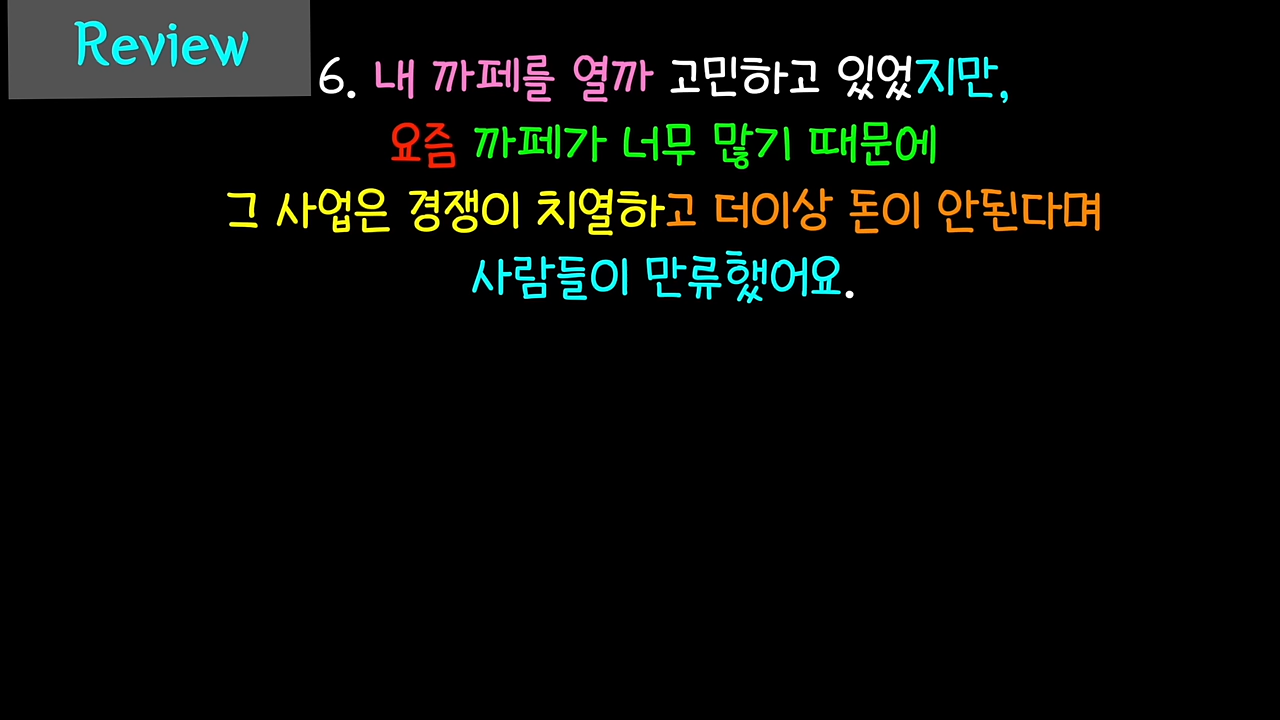 Review
6. 내 까페를 열까 고민하고 있었지만,
요즘 까페가 너무 많기 때문에
그 사업은 경쟁이 치열하고 더이상 돈이 안된다며
사람들이 만류했어요.